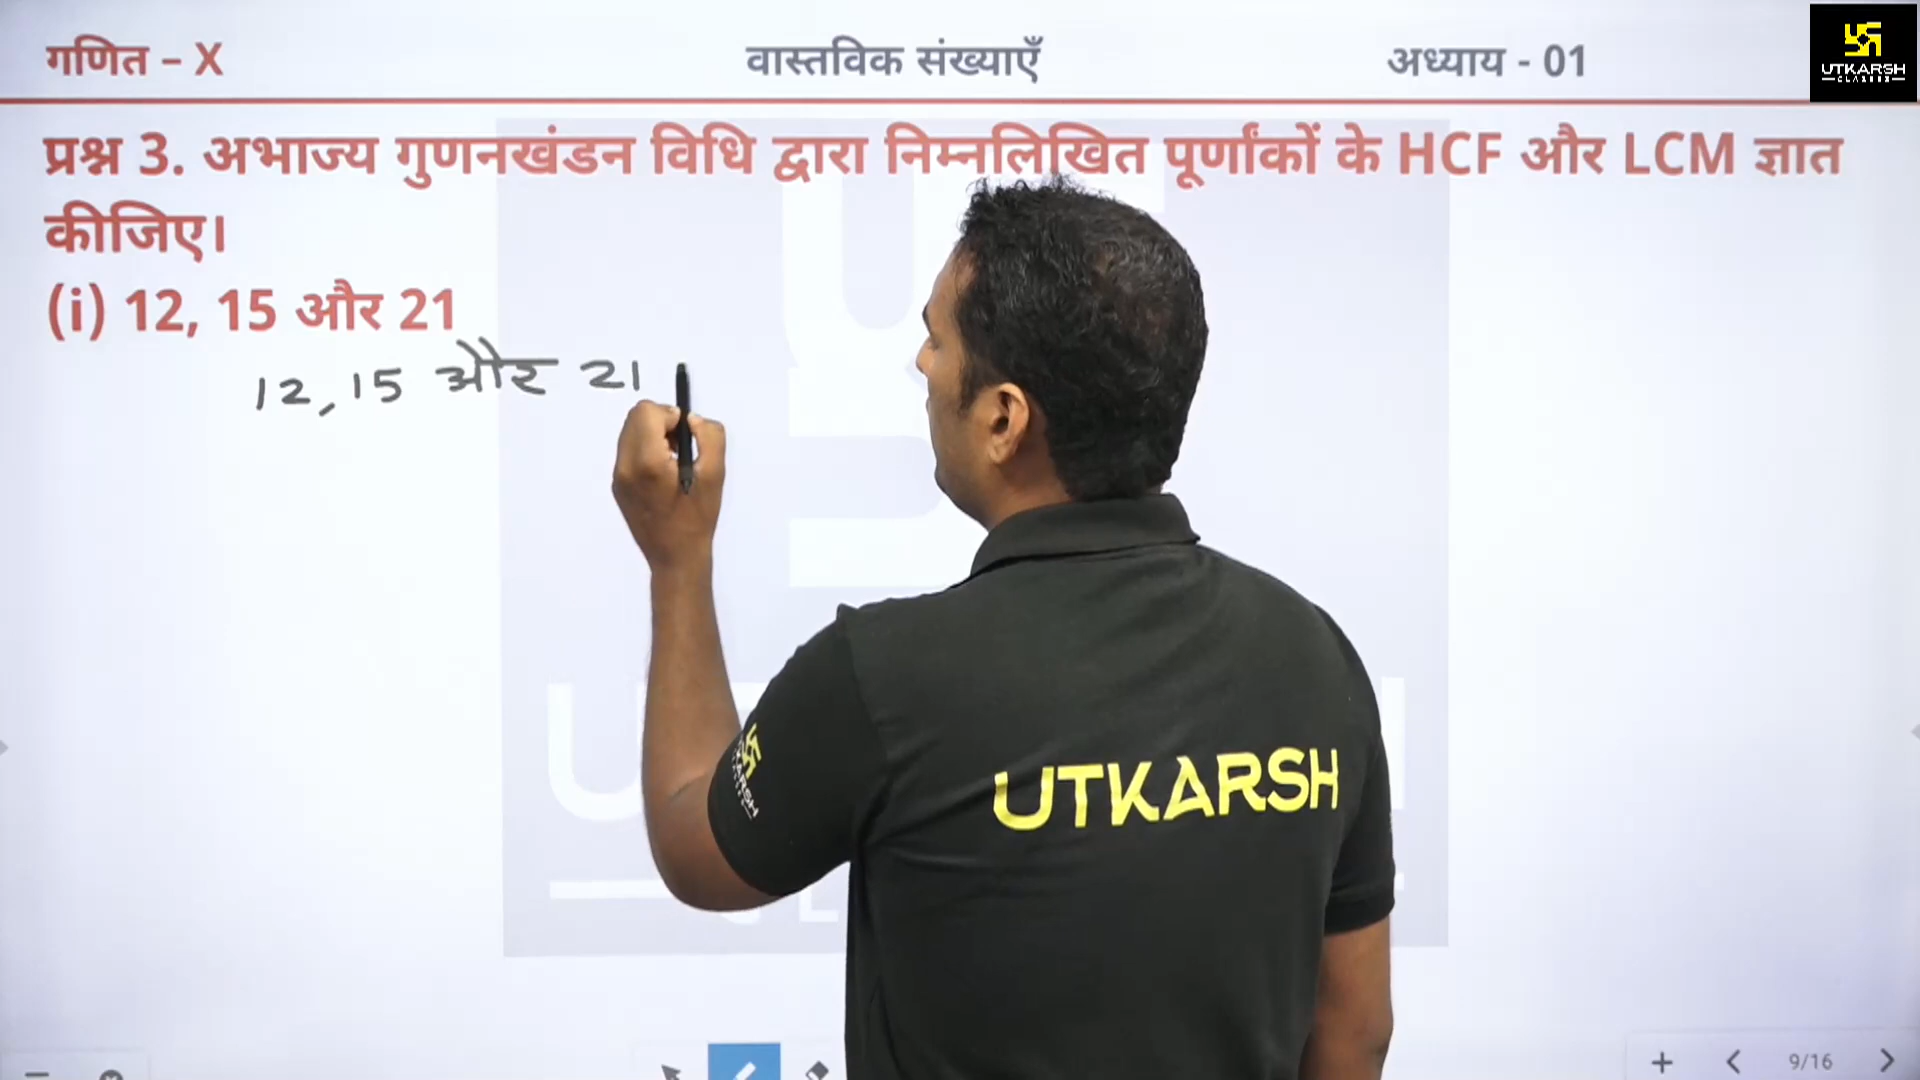 गणित – X वास्तविक संख्याएँ अध्याय - 01
UTKARSH
CLASSES
प्रश्न 3. अभाज्य गुणनखंडन विधि द्वारा निम्नलिखित पूर्णांकों के HCF और LCM ज्ञात
कीजिए।
(i) 12, 15 और 21
12, 15 और 21
UTKARSH
9/16